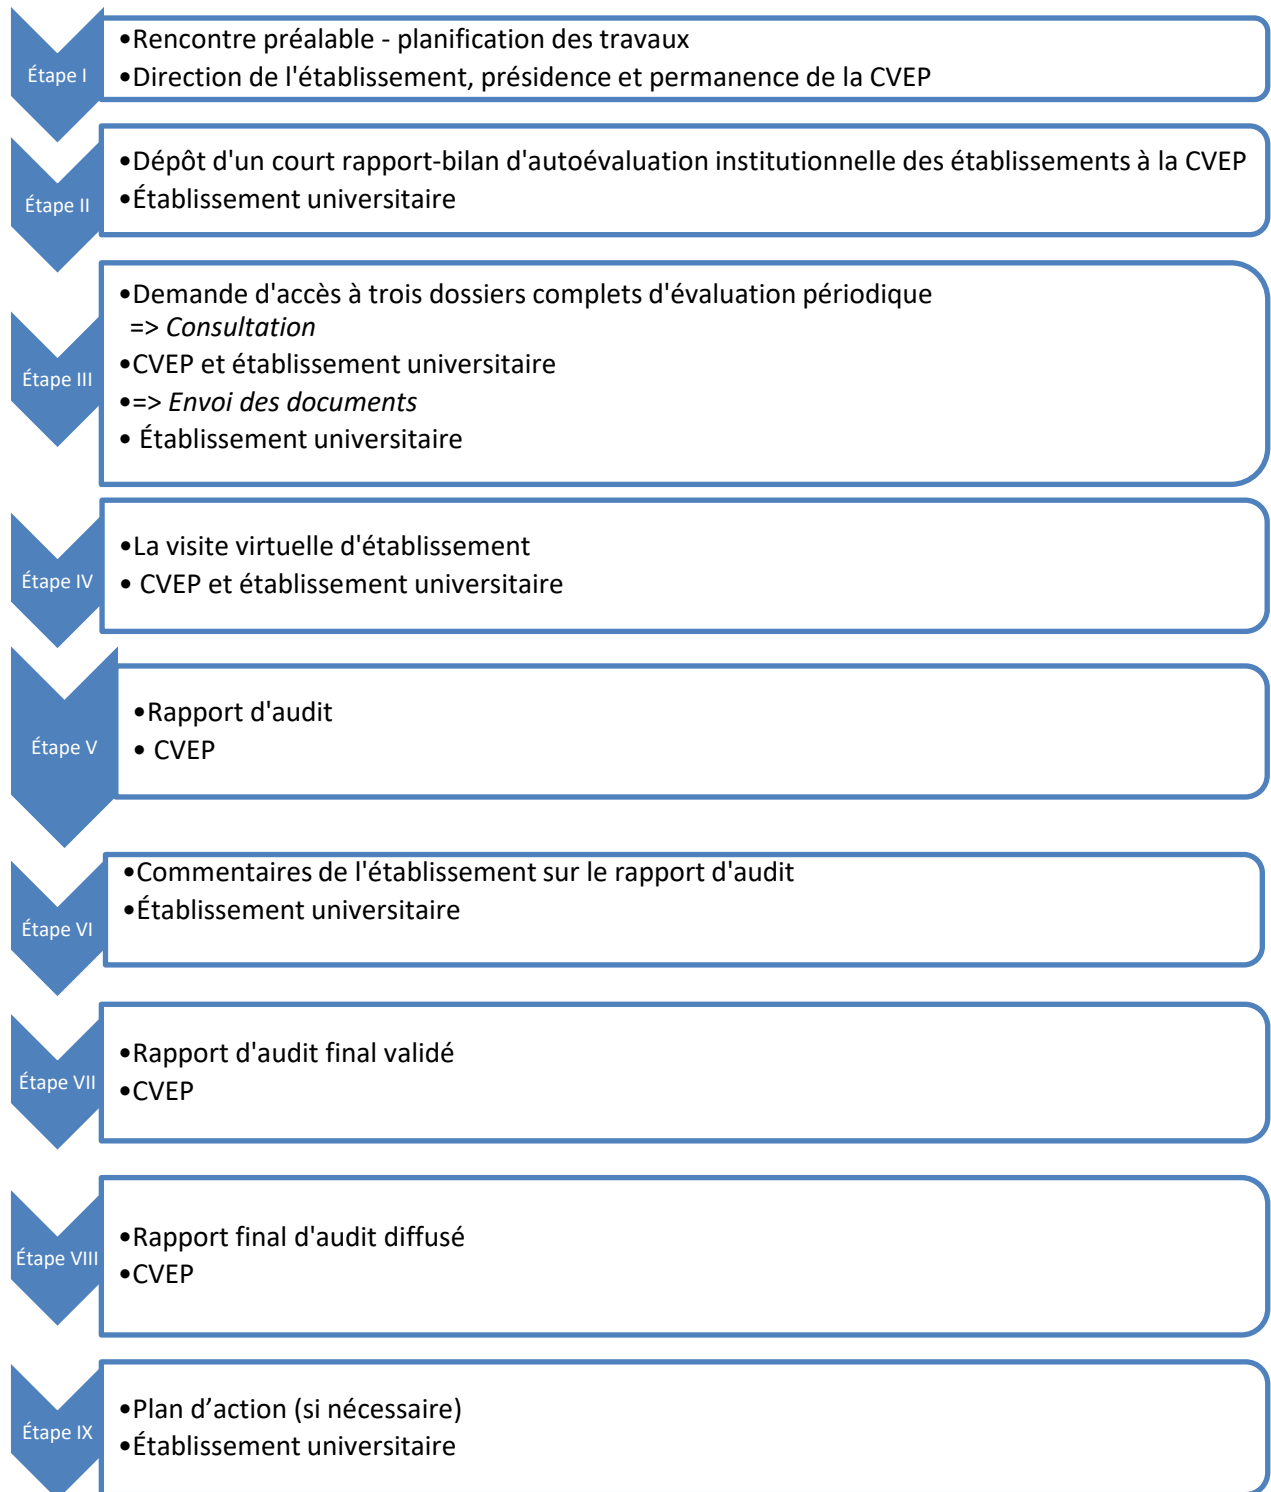 Étape I
•Rencontre préalable - planification des travaux
•Direction de l'établissement, présidence et permanence de la CVEP
Étape II
•Dépôt d'un court rapport-bilan d'autoévaluation institutionnelle des établissements à la CVEP
•Établissement universitaire
Étape III
•Demande d'accès à trois dossiers complets d'évaluation périodique
=> Consultation
•CVEP et établissement universitaire
•=> Envoi des documents
• Établissement universitaire
Étape IV
•La visite virtuelle d'établissement
• CVEP et établissement universitaire
Étape V
•Rapport d'audit
• CVEP
Étape VI
•Commentaires de l'établissement sur le rapport d'audit
•Établissement universitaire
Étape VII
•Rapport d'audit final validé
•CVEP
Étape VIII
•Rapport final d'audit diffusé
•CVEP
Étape IX
•Plan d’action (si nécessaire)
•Établissement universitaire